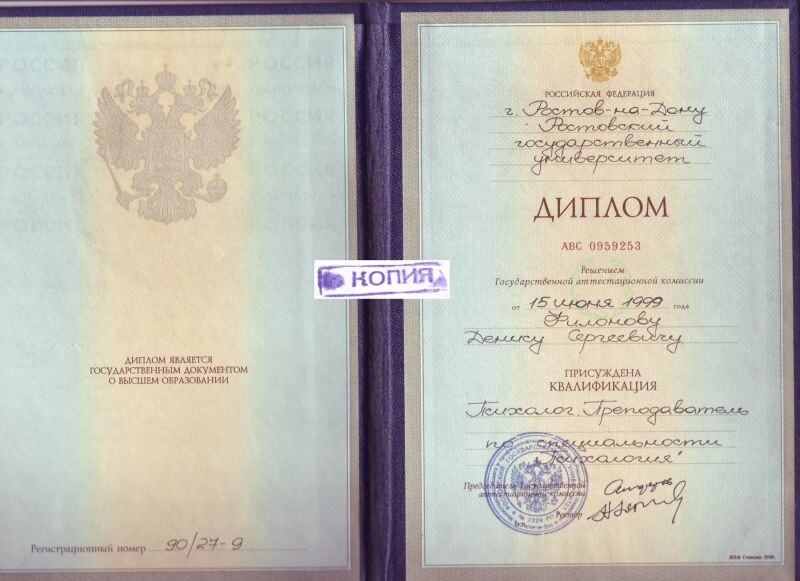 ДИПЛОМ ЯВЛЯЕТСЯ
ГОСУДАРСТВЕННЫМ ДОКУМЕНТОМ
О ВЫСШЕМ ОБРАЗОВАНИИ
Регистрационный номер 90/27-9
КОПИЯ
РОССИЙСКАЯ ФЕДЕРАЦИЯ
г. Ростов-на-Дону
Ростовский
государственный
университет
ДИПЛОМ
АВС 0959253
Решением
Государственной аттестационной комиссии
от 15 июня 1999 года
Филонову
Денису Сергеевичу
ПРИСУЖДЕНА
КВАЛИФИКАЦИЯ
Психолог. Преподаватель
по специальности
"Психология"
Председатель Государственной
аттестационной комиссии
Ректор